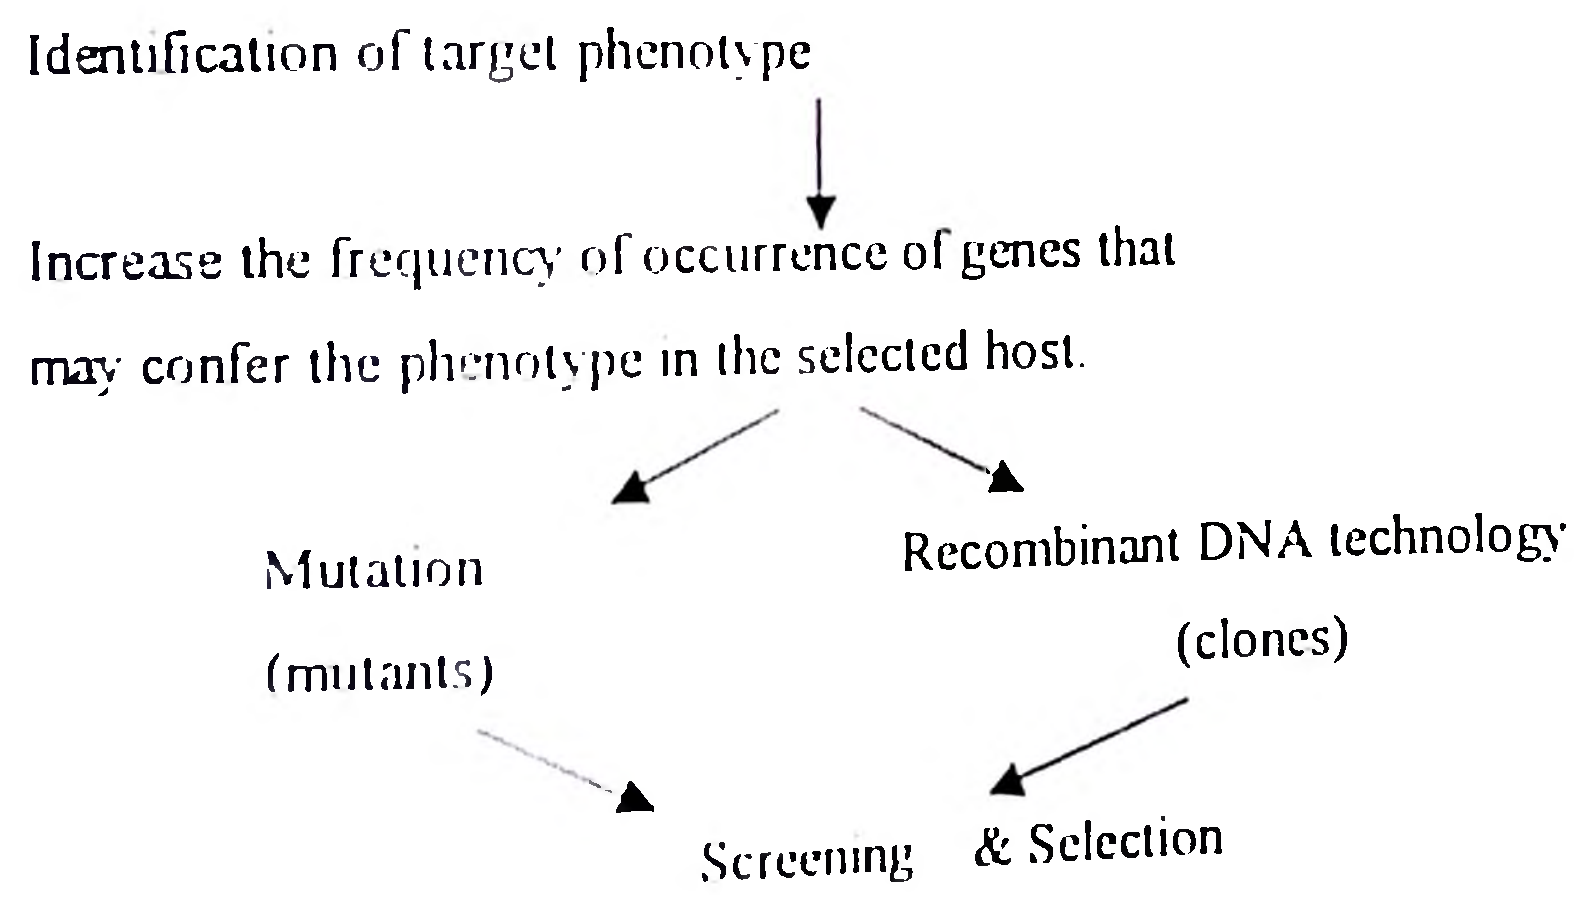 Identification of target phenotype
Increase the frequency of occurrence of genes that
may confer the phenotype in the selected host.
Mutation
Recombinant DNA technology
(mutants)
(clones)
Screening & Selection